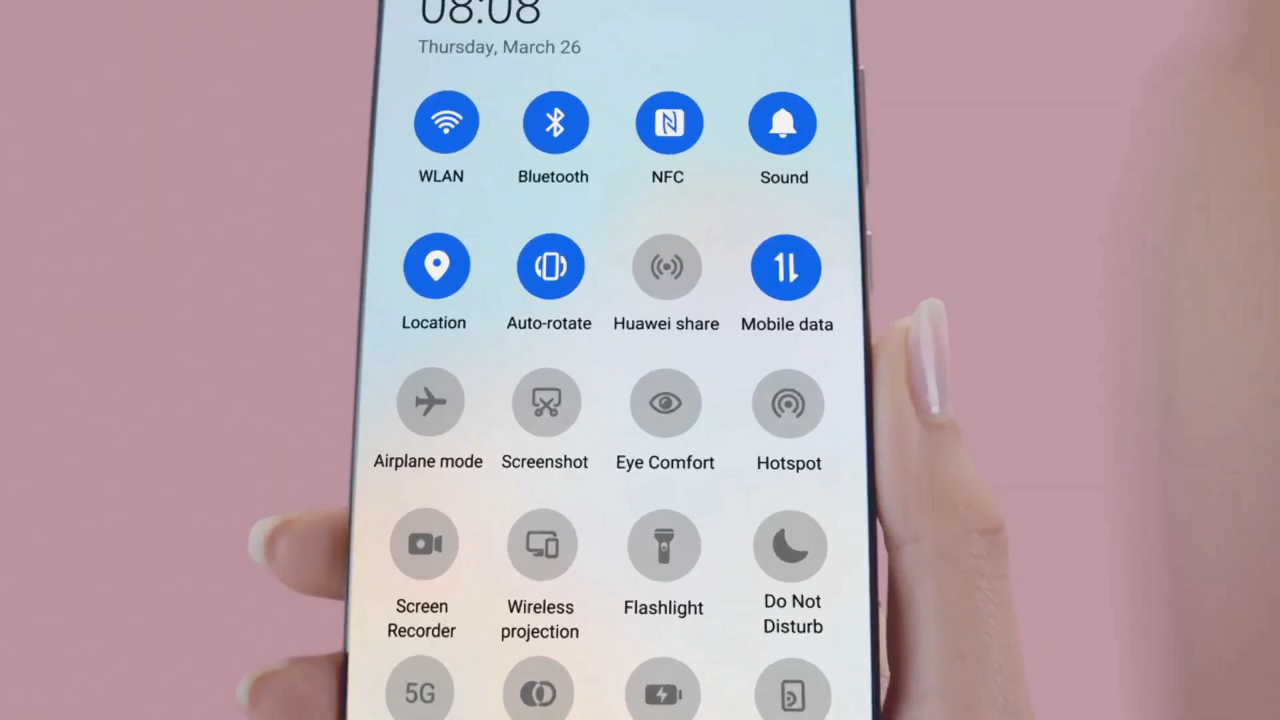 08:08
Thursday, March 26
WLAN
Bluetooth
NFC
Sound
Location
Auto-rotate
Huawei share
Mobile data
Airplane mode
Screenshot
Eye Comfort
Hotspot
Screen
Recorder
Wireless
projection
Flashlight
Do Not
Disturb
5G